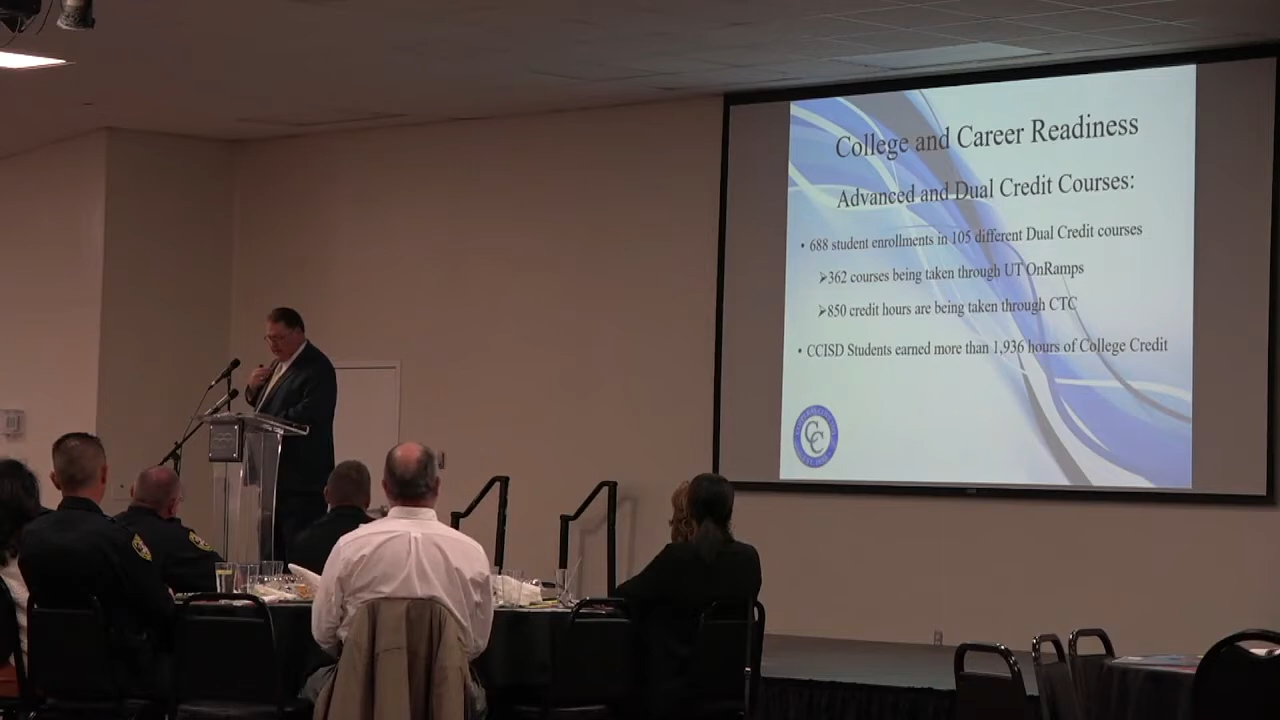 College and Career Readiness
Advanced and Dual Credit Courses:
• 688 student enrollments in 105 different Dual Credit courses
➢362 courses being taken through UT OnRamps
➢850 credit hours are being taken through CTC
• CCISD Students earned more than 1,936 hours of College Credit
CC